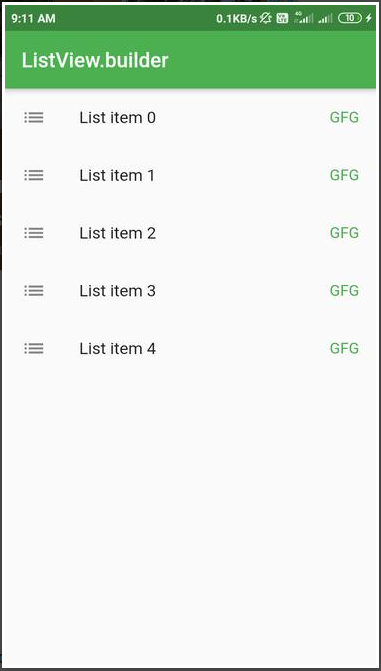 9:11 AM 0.1KB/s 4G 10
ListView.builder
List item 0 GFG
List item 1 GFG
List item 2 GFG
List item 3 GFG
List item 4 GFG